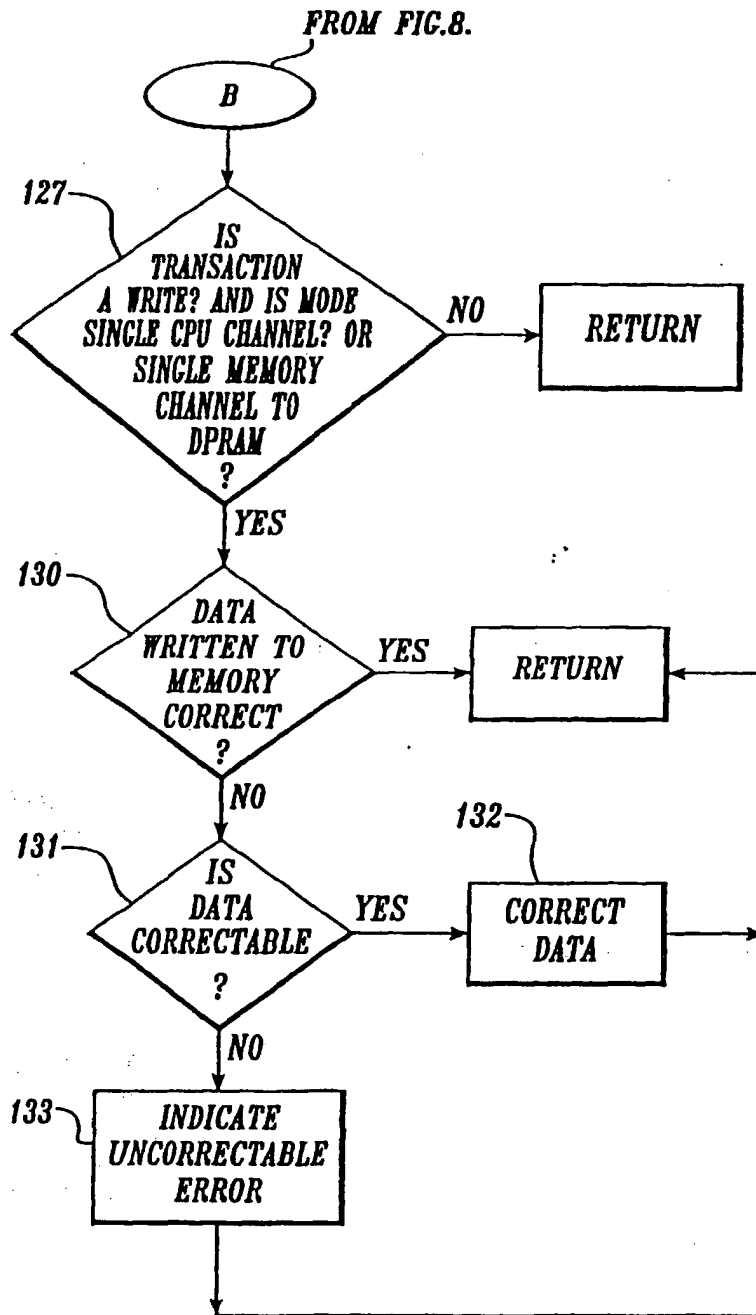 FROM FIG.8.
B
127
IS
TRANSACTION
A WRITE? AND IS MODE
SINGLE CPU CHANNEL? OR
SINGLE MEMORY
CHANNEL TO
DPRAM
?
NO
RETURN
YES
130
DATA
WRITTEN TO
MEMORY
CORRECT
?
YES
RETURN
NO
131
IS
DATA
CORRECTABLE
?
YES
132
CORRECT
DATA
NO
133
INDICATE
UNCORRECTABLE
ERROR